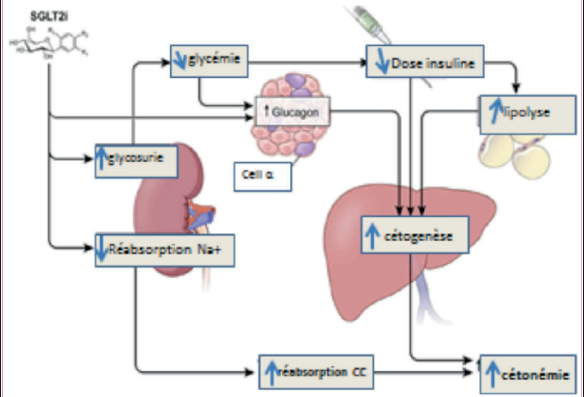 SGLT2i
glycémie
Dose insuline
↑ Glucagon
lipolyse
glycosurie
Cell α
Réabsorption Na+
cétogenèse
réabsorption CC
cétonémie